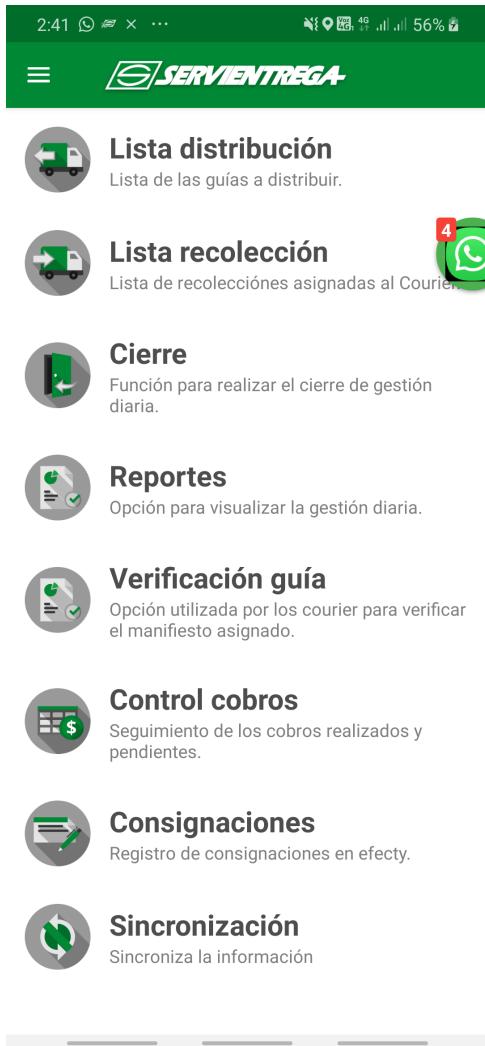 2:41
Voz 4G 4G 56%
SERVIENTREGA
Lista distribución
Lista de las guías a distribuir.
4
Lista recolección
Lista de recolecciónes asignadas al Courier.
Cierre
Función para realizar el cierre de gestión
diaria.
Reportes
Opción para visualizar la gestión diaria.
Verificación guía
Opción utilizada por los courier para verificar
el manifiesto asignado.
Control cobros
$
Seguimiento de los cobros realizados y
pendientes.
Consignaciones
Registro de consignaciones en efecty.
Sincronización
Sincroniza la información